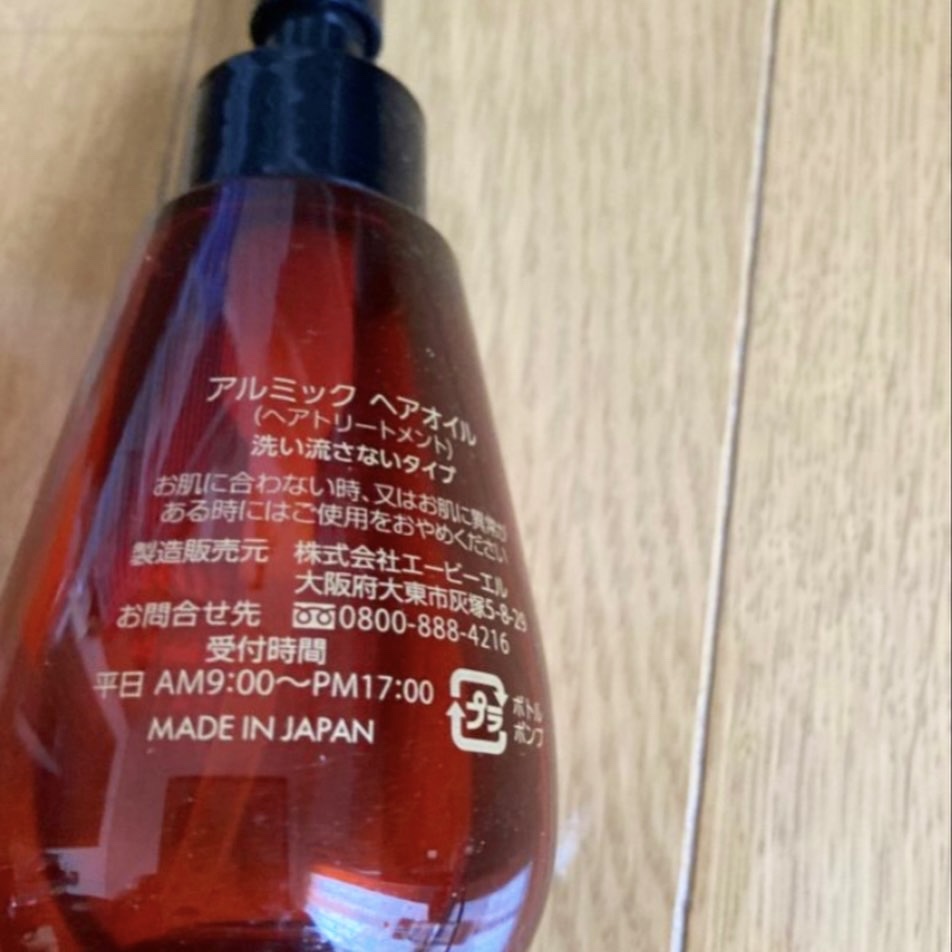 アルミック ヘアオイル
(ヘアトリートメント)
洗い流さないタイプ
お肌に合わない時、又はお肌に異常が
ある時にはご使用をおやめください
製造販売元 株式会社エービーエル
大阪府大東市灰塚5-8-29
お問合せ先 0800-888-4216
受付時間
平日 AM9:00～PM17:00
MADE IN JAPAN
プラ
ボトル
ポンプ